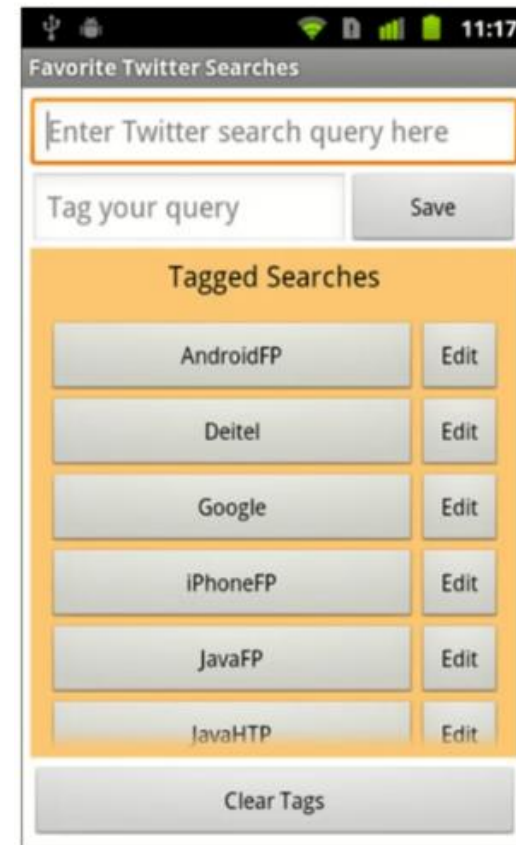 11:17
Favorite Twitter Searches
Enter Twitter search query here
Tag your query Save
Tagged Searches
AndroidFP Edit
Deitel Edit
Google Edit
iPhoneFP Edit
JavaFP Edit
JavaHTP Edit
Clear Tags